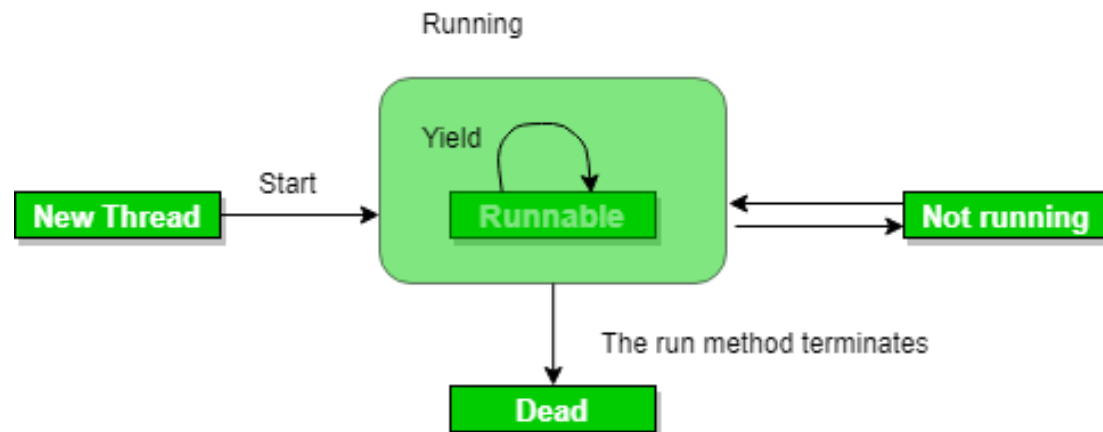 Running
Yield
Start
New Thread
Runnable
Not running
The run method terminates
Dead